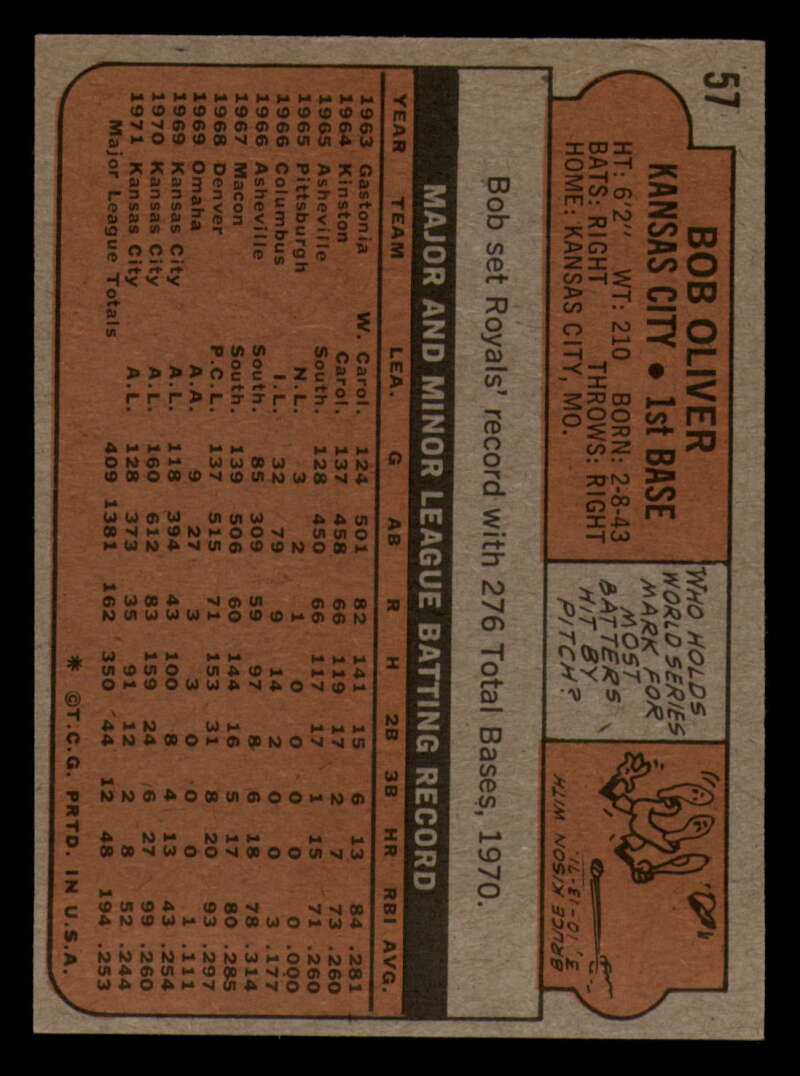 57
BOB OLIVER
KANSAS CITY • 1st BASE
HT: 6'2" WT: 210 BORN: 2-8-43
BATS: RIGHT THROWS: RIGHT
HOME: KANSAS CITY, MO.
WHO HOLDS
WORLD SERIES
MARK FOR
MOST
BATTERS
HIT BY
PITCH?
BRUCE KISON WITH
3, 10-13-71.
Bob set Royals' record with 276 Total Bases, 1970.
MAJOR AND MINOR LEAGUE BATTING RECORD
YEAR TEAM LEA. G AB R H 2B 3B HR RBI AVG.
1963 Gastonia W. Carol. 124 501 82 141 15 6 13 84 .281
1964 Kinston Carol. 137 458 66 119 17 2 7 73 .260
1965 Asheville South. 128 450 66 117 17 1 15 71 .260
1965 Pittsburgh N.L. 3 2 1 0 0 0 0 0 .000
1966 Columbus I.L. 32 79 9 14 2 0 0 3 .177
1966 Asheville South. 85 309 59 97 8 6 18 78 .314
1967 Macon South. 139 506 60 144 16 5 17 80 .285
1968 Denver P.C.L. 137 515 71 153 31 8 20 93 .297
1969 Omaha A.A. 9 27 3 3 0 0 0 1 .111
1969 Kansas City A.L. 118 394 43 100 8 4 13 43 .254
1970 Kansas City A.L. 160 612 83 159 24 6 27 99 .260
1971 Kansas City A.L. 128 373 35 91 12 2 8 52 .244
Major League Totals 409 1381 162 350 44 12 48 194 .253
* ©T.C.G. PRTD. IN U.S.A.